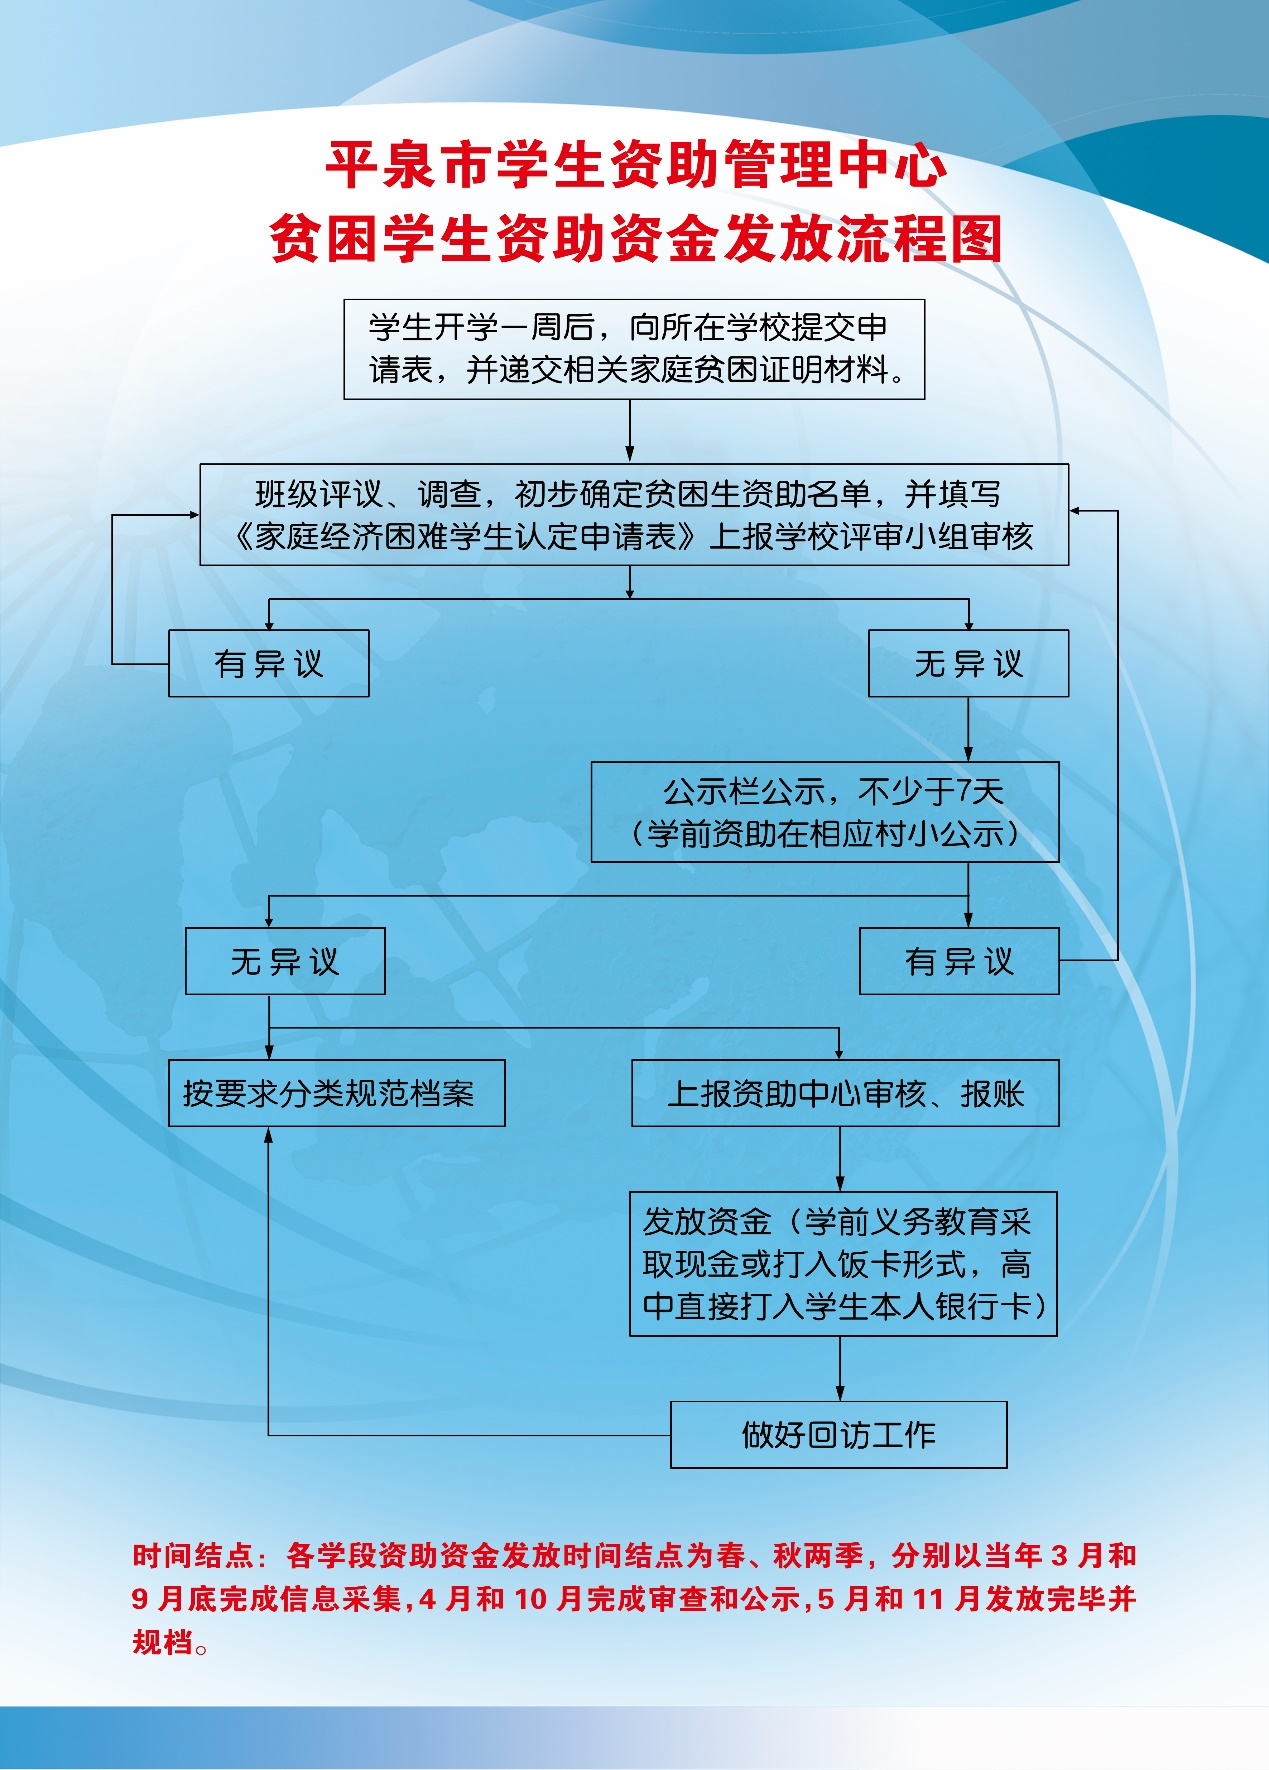 平泉市学生资助管理中心
贫困学生资助资金发放流程图
学生开学一周后，向所在学校提交申
请表，并递交相关家庭贫困证明材料。
班级评议、调查，初步确定贫困生资助名单，并填写
《家庭经济困难学生认定申请表》上报学校评审小组审核
有异议
无异议
公示栏公示，不少于7天
（学前资助在相应村小公示）
无异议
有异议
按要求分类规范档案
上报资助中心审核、报账
发放资金（学前义务教育采
取现金或打入饭卡形式，高
中直接打入学生本人银行卡）
做好回访工作
时间结点：各学段资助资金发放时间结点为春、秋两季，分别以当年3月和
9月底完成信息采集,4月和10月完成审查和公示,5月和11月发放完毕并
规档。